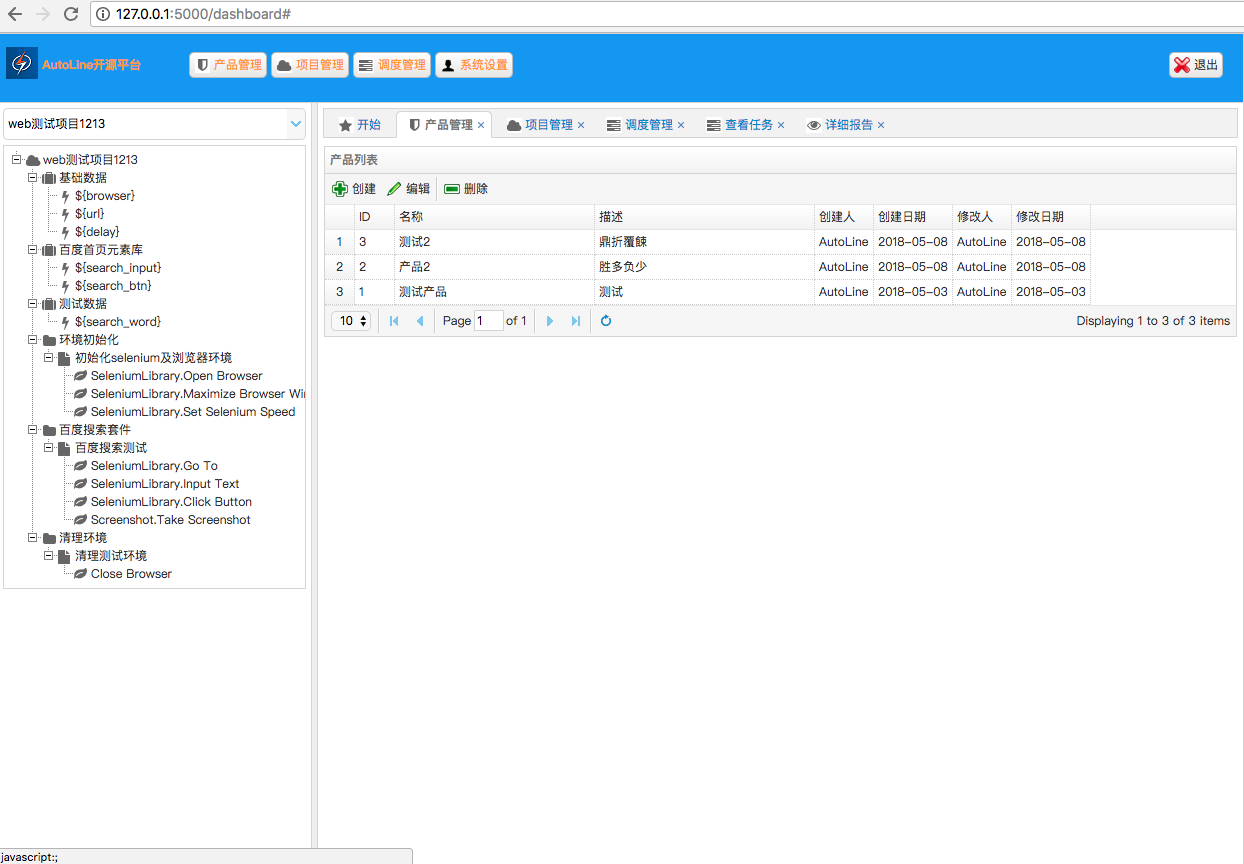 127.0.0.1:5000/dashboard#
AutoLine开源平台 产品管理 项目管理 调度管理 系统设置 退出
web测试项目1213
web测试项目1213
基础数据
${browser}
${url}
${delay}
百度首页元素库
${search_input}
${search_btn}
测试数据
${search_word}
环境初始化
初始化selenium及浏览器环境
SeleniumLibrary.Open Browser
SeleniumLibrary.Maximize Browser Wi
SeleniumLibrary.Set Selenium Speed
百度搜索套件
百度搜索测试
SeleniumLibrary.Go To
SeleniumLibrary.Input Text
SeleniumLibrary.Click Button
Screenshot.Take Screenshot
清理环境
清理测试环境
Close Browser
开始 产品管理 × 项目管理 × 调度管理 × 查看任务 × 详细报告 ×
产品列表
创建 编辑 删除
ID 名称 描述 创建人 创建日期 修改人 修改日期
1 3 测试2 鼎折覆餗 AutoLine 2018-05-08 AutoLine 2018-05-08
2 2 产品2 胜多负少 AutoLine 2018-05-08 AutoLine 2018-05-08
3 1 测试产品 测试 AutoLine 2018-05-03 AutoLine 2018-05-03
10 Page 1 of 1 Displaying 1 to 3 of 3 items
javascript:;